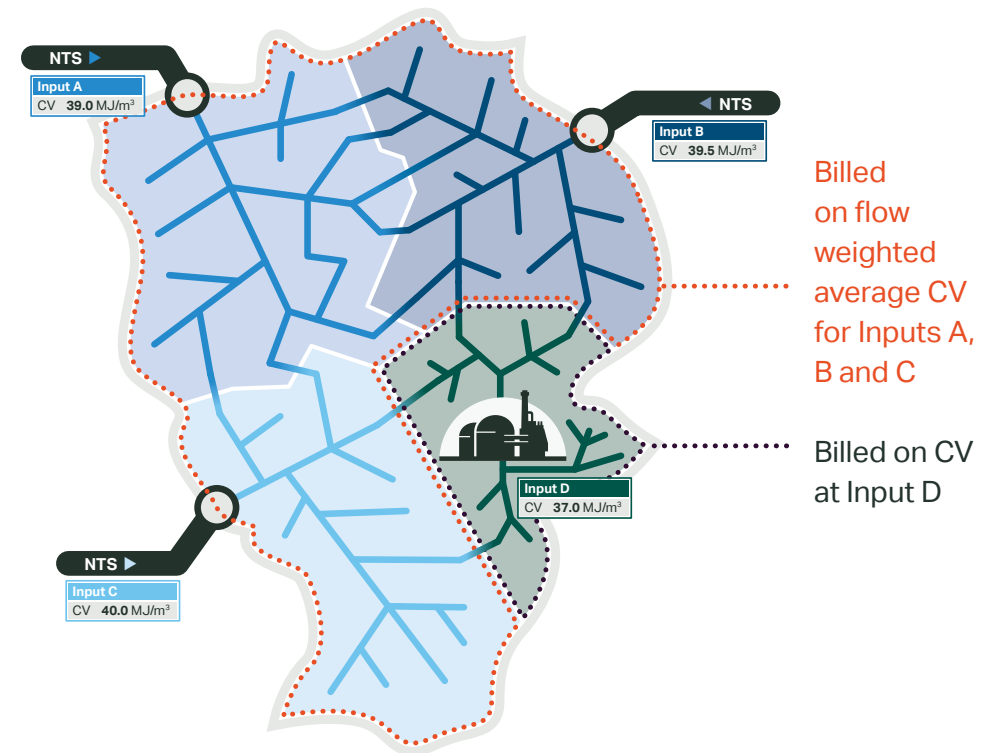 NTS
Input A
CV 39.0 MJ/m³
NTS
Input B
CV 39.5 MJ/m³
Billed
on flow
weighted
average CV
for Inputs A,
B and C
Billed on CV
at Input D
Input D
CV 37.0 MJ/m³
NTS
Input C
CV 40.0 MJ/m³